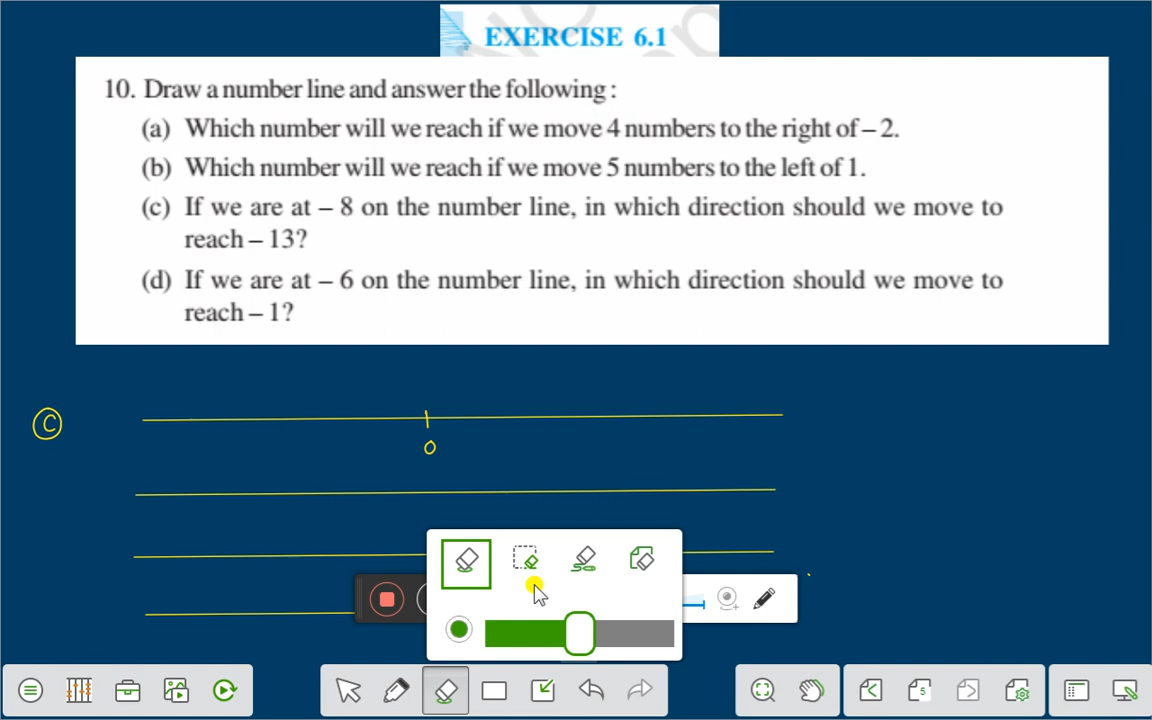 EXERCISE 6.1
10. Draw a number line and answer the following :
(a) Which number will we reach if we move 4 numbers to the right of – 2.
(b) Which number will we reach if we move 5 numbers to the left of 1.
(c) If we are at – 8 on the number line, in which direction should we move to
reach – 13?
(d) If we are at – 6 on the number line, in which direction should we move to
reach – 1?
C
0
5